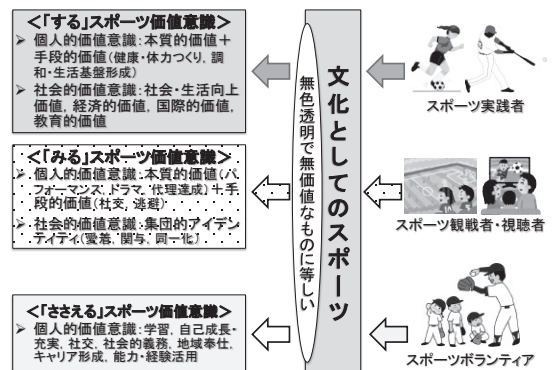 <「する」スポーツ価値意識>
➢ 個人的価値意識:本質的価値+
手段的価値(健康・体力つくり, 調
和・生活基盤形成)
➢ 社会的価値意識:社会・生活向上
価値, 経済的価値, 国際的価値,
教育的価値
<「みる」スポーツ価値意識>
➢ 個人的価値意識:本質的価値(パ
フォーマンス, ドラマ, 代理達成)+手
段的価値(社交, 逃避)
➢ 社会的価値意識:集団的アイデン
ティティ(愛着, 関与, 同一化)
<「ささえる」スポーツ価値意識>
➢ 個人的価値意識:学習, 自己成長・
充実, 社交, 社会的義務, 地域奉仕,
キャリア形成, 能力・経験活用
無色透明で無価値なものに等しい
文化としてのスポーツ
スポーツ実践者
スポーツ観戦者・視聴者
スポーツボランティア